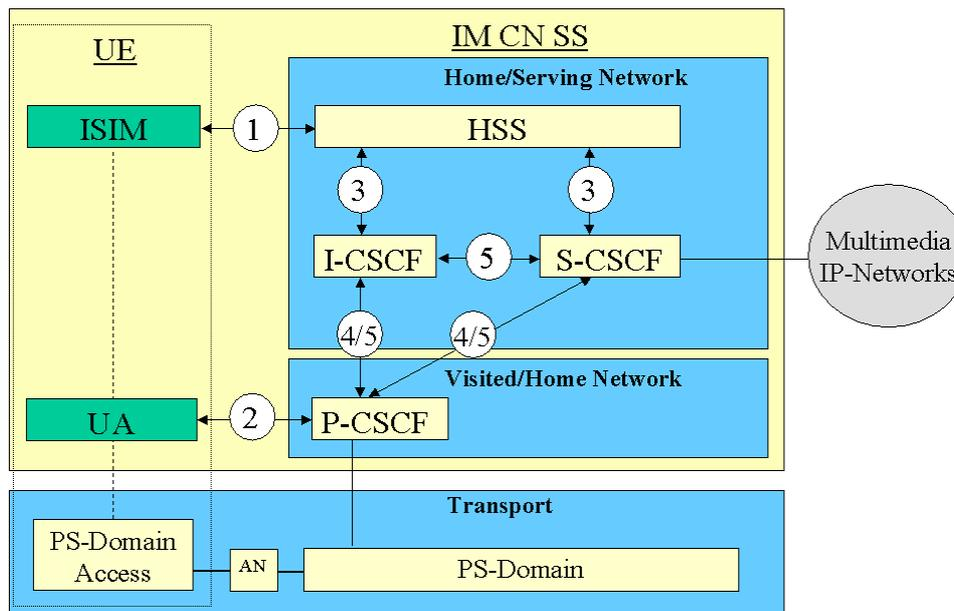 UE
IM CN SS
Home/Serving Network
ISIM
1
HSS
3
3
I-CSCF
5
S-CSCF
Multimedia
IP-Networks
4/5
4/5
Visited/Home Network
UA
2
P-CSCF
Transport
PS-Domain
Access
AN
PS-Domain